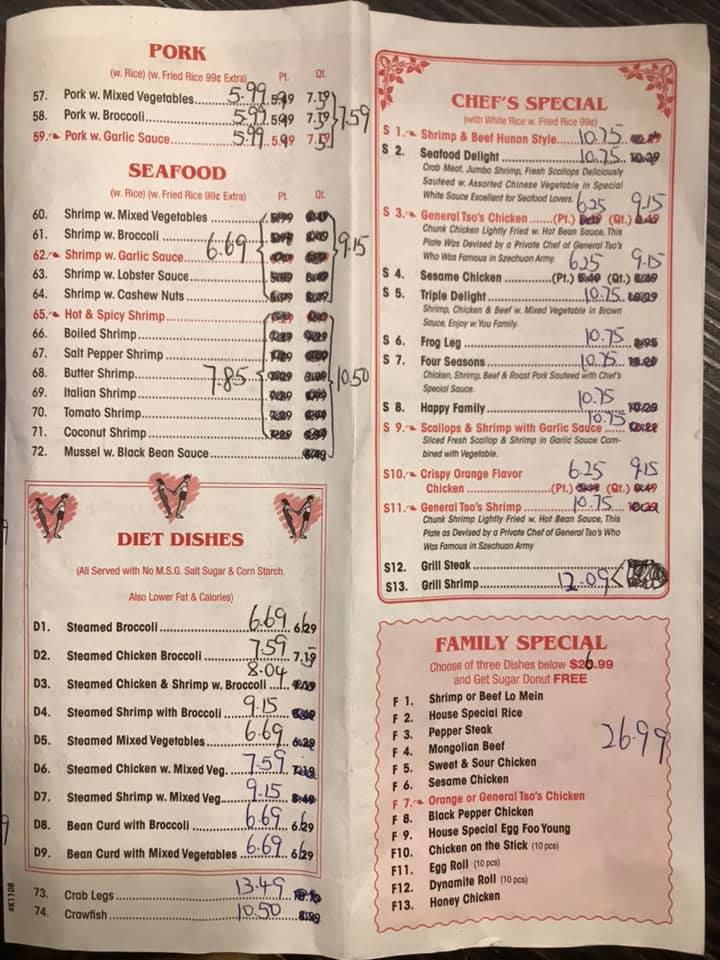 PORK
(w. Rice) (w. Fried Rice 99¢ Extra) Pt. Qt.
57. Pork w. Mixed Vegetables 5.99
58. Pork w. Broccoli 5.99 7.59
59. Pork w. Garlic Sauce 5.99
SEAFOOD
(w. Rice) (w. Fried Rice 99¢ Extra) Pt. Qt.
60. Shrimp w. Mixed Vegetables
61. Shrimp w. Broccoli
62. Shrimp w. Garlic Sauce 6.69 9.15
63. Shrimp w. Lobster Sauce
64. Shrimp w. Cashew Nuts
65. Hot & Spicy Shrimp
66. Boiled Shrimp
67. Salt Pepper Shrimp
68. Butter Shrimp 7.85 10.50
69. Italian Shrimp
70. Tomato Shrimp
71. Coconut Shrimp
72. Mussel w. Black Bean Sauce
DIET DISHES
(All Served with No M.S.G. Salt Sugar & Corn Starch.
Also Lower Fat & Calories)
D1. Steamed Broccoli 6.69
D2. Steamed Chicken Broccoli 7.59
D3. Steamed Chicken & Shrimp w. Broccoli 8.04
D4. Steamed Shrimp with Broccoli 9.15
D5. Steamed Mixed Vegetables 6.69
D6. Steamed Chicken w. Mixed Veg. 7.59
D7. Steamed Shrimp w. Mixed Veg. 9.15
D8. Bean Curd with Broccoli 6.69
D9. Bean Curd with Mixed Vegetables 6.69
73. Crab Legs 13.49
74. Crawfish 10.50
#K1108
CHEF'S SPECIAL
(with White Rice w. Fried Rice 99¢)
S 1. Shrimp & Beef Hunan Style 10.75
S 2. Seafood Delight 10.75 10.29
Crab Meat, Jumbo Shrimp, Fresh Scallops Deliciously
Sauteed w. Assorted Chinese Vegetable in Special
White Sauce Excellent for Seafood Lovers. 6.25 9.15
S 3. General Tso's Chicken (Pt.) (Qt.)
Chunk Chicken Lightly Fried w. Hot Bean Sauce, This
Plate Was Devised by a Private Chef of General Tso's
Who Was Famous in Szechuan Army. 6.25 9.15
S 4. Sesame Chicken (Pt.) (Qt.)
S 5. Triple Delight 10.75
Shrimp, Chicken & Beef w. Mixed Vegetable in Brown
Sauce, Enjoy w. You Family.
S 6. Frog Leg 10.75 8.95
S 7. Four Seasons 10.75
Chicken, Shrimp, Beef & Roast Pork Sauteed with Chef's
Special Sauce.
S 8. Happy Family 10.75 10.29
S 9. Scallops & Shrimp with Garlic Sauce 10.75
Sliced Fresh Scallop & Shrimp in Garlic Sauce Com-
bined with Vegetable.
S10. Crispy Orange Flavor 6.25 9.15
Chicken (Pt.) (Qt.)
S11. General Tso's Shrimp 10.75
Chunk Shrimp Lightly Fried w. Hot Bean Sauce, This
Plate as Devised by a Private Chef of General Tso's Who
Was Famous in Szechuan Army
S12. Grill Steak
S13. Grill Shrimp 12.09
FAMILY SPECIAL
Choose of three Dishes below $26.99
and Get Sugar Donut FREE
F 1. Shrimp or Beef Lo Mein
F 2. House Special Rice
F 3. Pepper Steak
F 4. Mongolian Beef 26.99
F 5. Sweet & Sour Chicken
F 6. Sesame Chicken
F 7. Orange or General Tso's Chicken
F 8. Black Pepper Chicken
F 9. House Special Egg Foo Young
F10. Chicken on the Stick (10 pcs)
F11. Egg Roll (10 pcs)
F12. Dynamite Roll (10 pcs)
F13. Honey Chicken